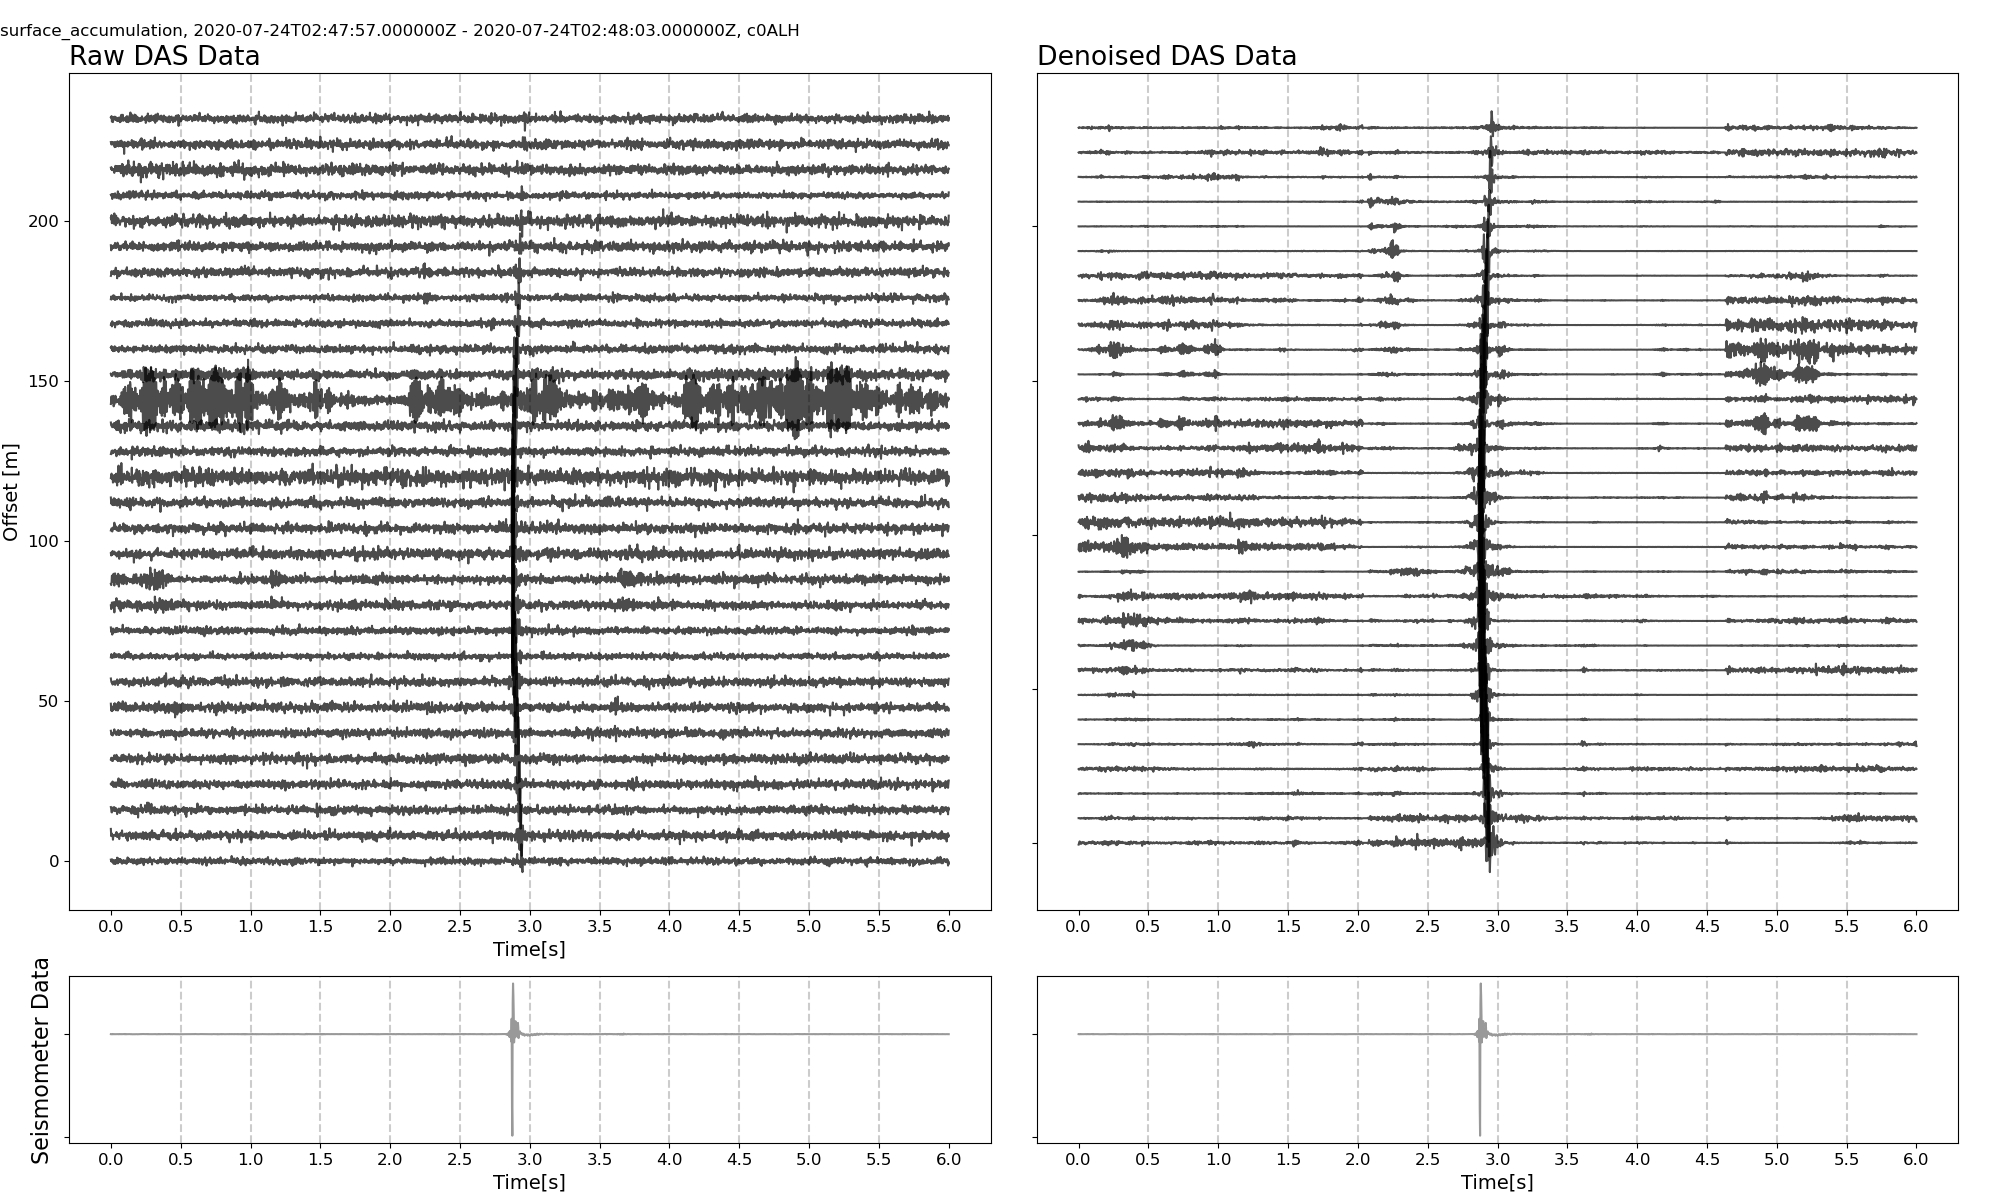 surface_accumulation, 2020-07-24T02:47:57.000000Z - 2020-07-24T02:48:03.000000Z, c0ALH
Raw DAS Data
Denoised DAS Data
Offset [m]
200
150
100
50
0
0.0 0.5 1.0 1.5 2.0 2.5 3.0 3.5 4.0 4.5 5.0 5.5 6.0
Time[s]
0.0 0.5 1.0 1.5 2.0 2.5 3.0 3.5 4.0 4.5 5.0 5.5 6.0
Seismometer Data
0.0 0.5 1.0 1.5 2.0 2.5 3.0 3.5 4.0 4.5 5.0 5.5 6.0
Time[s]
0.0 0.5 1.0 1.5 2.0 2.5 3.0 3.5 4.0 4.5 5.0 5.5 6.0
Time[s]